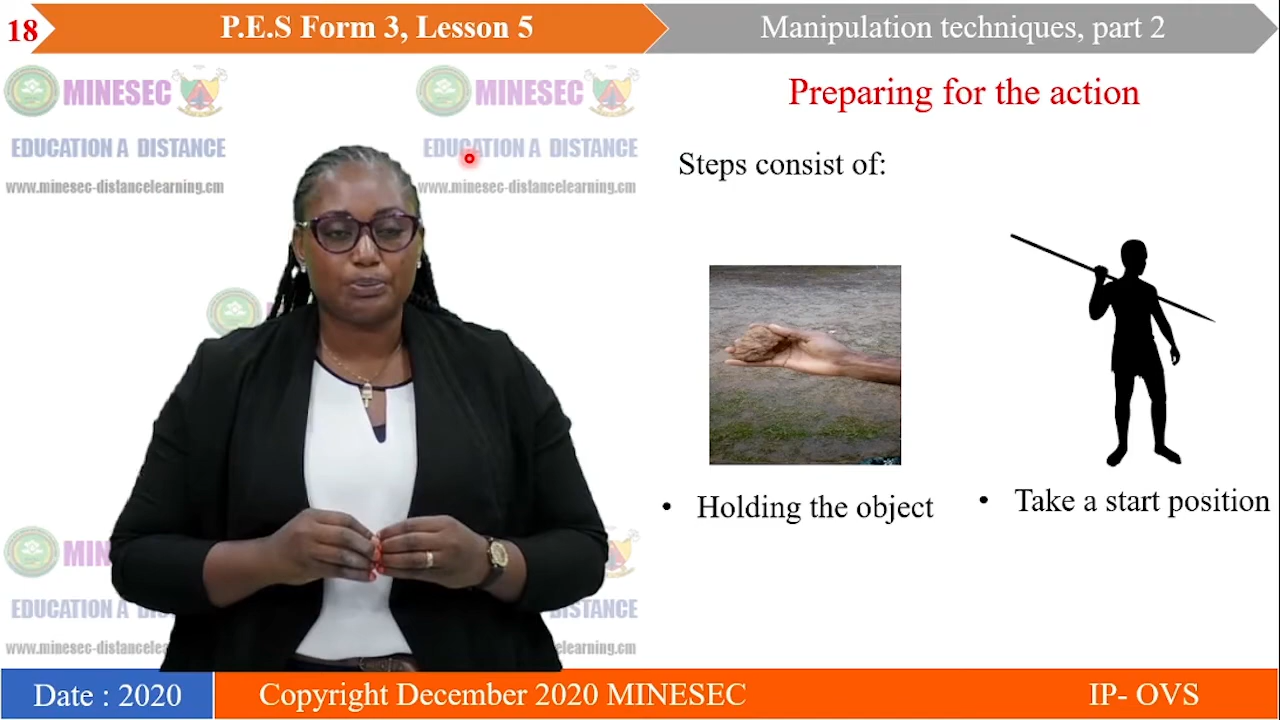 18
P.E.S Form 3, Lesson 5
Manipulation techniques, part 2
MINESEC
MINESEC
EDUCATION A DISTANCE
EDUCATION A DISTANCE
www.minesec-distancelearning.cm
www.minesec-distancelearning.cm
Preparing for the action
Steps consist of:
• Holding the object
• Take a start position
MIN
EDUCATION A DIS
DISTANCE
www.minesec-distancelea
elearning.cm
Date : 2020
Copyright December 2020 MINESEC
IP- OVS